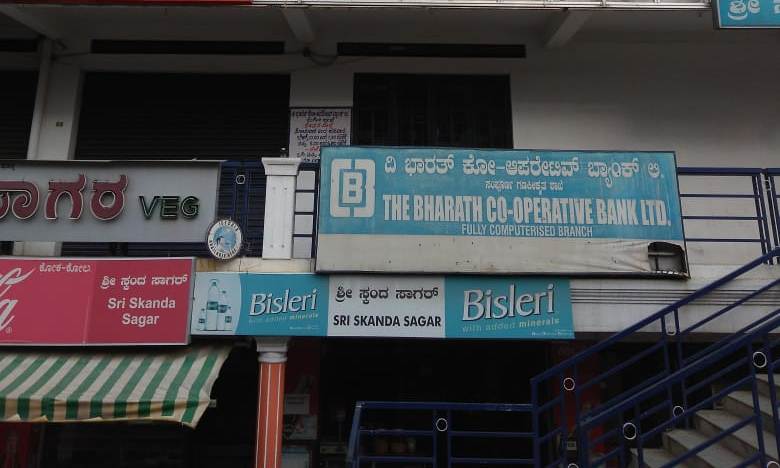 ಶ್ರೀ ಸ್ಕ
ಸಾಗರ VEG
ದಿ ಭಾರತ್ ಕೋ-ಆಪರೇಟಿವ್ ಬ್ಯಾಂಕ್ ಲಿ.
ಸಂಪೂರ್ಣ ಗಣಕೀಕೃತ ಶಾಖೆ
THE BHARATH CO-OPERATIVE BANK LTD.
FULLY COMPUTERISED BRANCH
ಕೋಕ-ಕೋಲ
ಶ್ರೀ ಸ್ಕಂದ ಸಾಗರ್
Sri Skanda
Sagar
Bisleri
with added minerals
ಶ್ರೀ ಸ್ಕಂದ ಸಾಗರ್
SRI SKANDA SAGAR
Bisleri
with added minerals